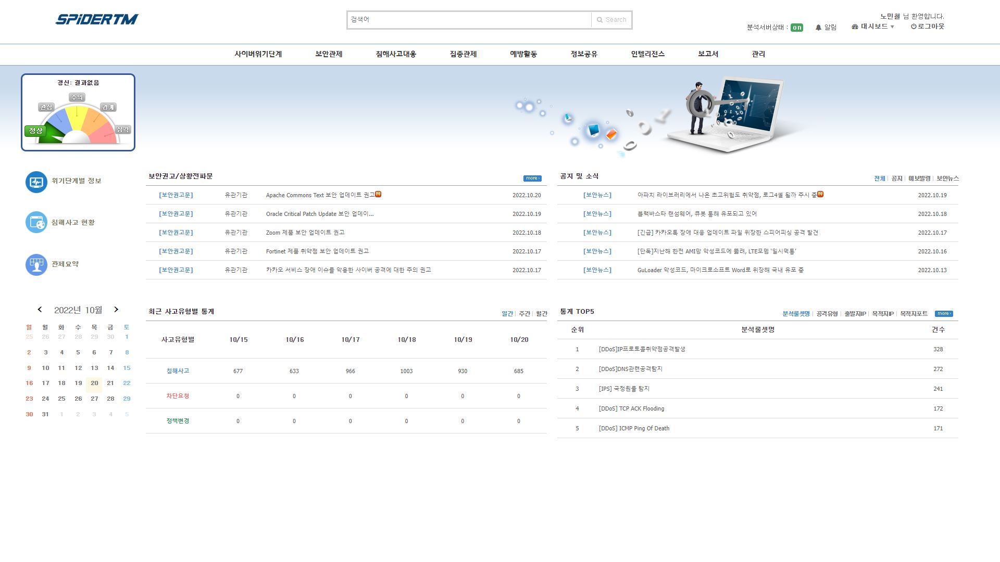 SPiDERTM
검색어
Search
노민철 님 환영합니다.
분석서버상태 : on 알림 대시보드 ▼ 로그아웃
사이버위기단계 보안관제 침해사고대응 집중관제 예방활동 정보공유 인텔리전스 보고서 관리
갱신: 결과없음
주의
관심 경계
정상 심각
위기단계별 정보
침해사고 현황
관제요약
보안권고/상황전파문 more
[보안권고문] 유관기관 Apache Commons Text 보안 업데이트 권고 N 2022.10.20
[보안권고문] 유관기관 Oracle Critical Patch Update 보안 업데이... 2022.10.19
[보안권고문] 유관기관 Zoom 제품 보안 업데이트 권고 2022.10.18
[보안권고문] 유관기관 Fortinet 제품 취약점 보안 업데이트 권고 2022.10.17
[보안권고문] 유관기관 카카오 서비스 장애 이슈를 악용한 사이버 공격에 대한 주의 권고 2022.10.17
공지 및 소식 전체 | 공지 | 예보발령 | 보안뉴스
[보안뉴스] 아파치 라이브러리에서 나온 초고위험도 취약점, 로그4셸 될까 주시 중 N 2022.10.19
[보안뉴스] 블랙바스타 랜섬웨어, 큐봇 통해 유포되고 있어 2022.10.18
[보안뉴스] [긴급] 카카오톡 장애 대응 업데이트 파일 위장한 스피어피싱 공격 발견 2022.10.17
[보안뉴스] [단독]지난해 한전 AMI망 악성코드에 뚫려, LTE모뎀 ‘일시먹통’ 2022.10.16
[보안뉴스] GuLoader 악성코드, 마이크로소프트 Word로 위장해 국내 유포 중 2022.10.13
2022년 10월
일 월 화 수 목 금 토
25 26 27 28 29 30 1
2 3 4 5 6 7 8
9 10 11 12 13 14 15
16 17 18 19 20 21 22
23 24 25 26 27 28 29
30 31 1 2 3 4 5
최근 사고유형별 통계 일간 | 주간 | 월간
사고유형별 10/15 10/16 10/17 10/18 10/19 10/20
침해사고 677 633 966 1003 930 685
차단요청 0 0 0 0 0 0
정책변경 0 0 0 0 0 0
통계 TOP5 분석룰셋명 | 공격유형 | 출발지IP | 목적지IP | 목적지포트 more
순위 분석룰셋명 건수
1 [DDoS]IP프로토콜취약점공격발생 328
2 [DDoS]DNS관련공격탐지 272
3 [IPS] 국정원룰 탐지 241
4 [DDoS] TCP ACK Flooding 172
5 [DDoS] ICMP Ping Of Death 171